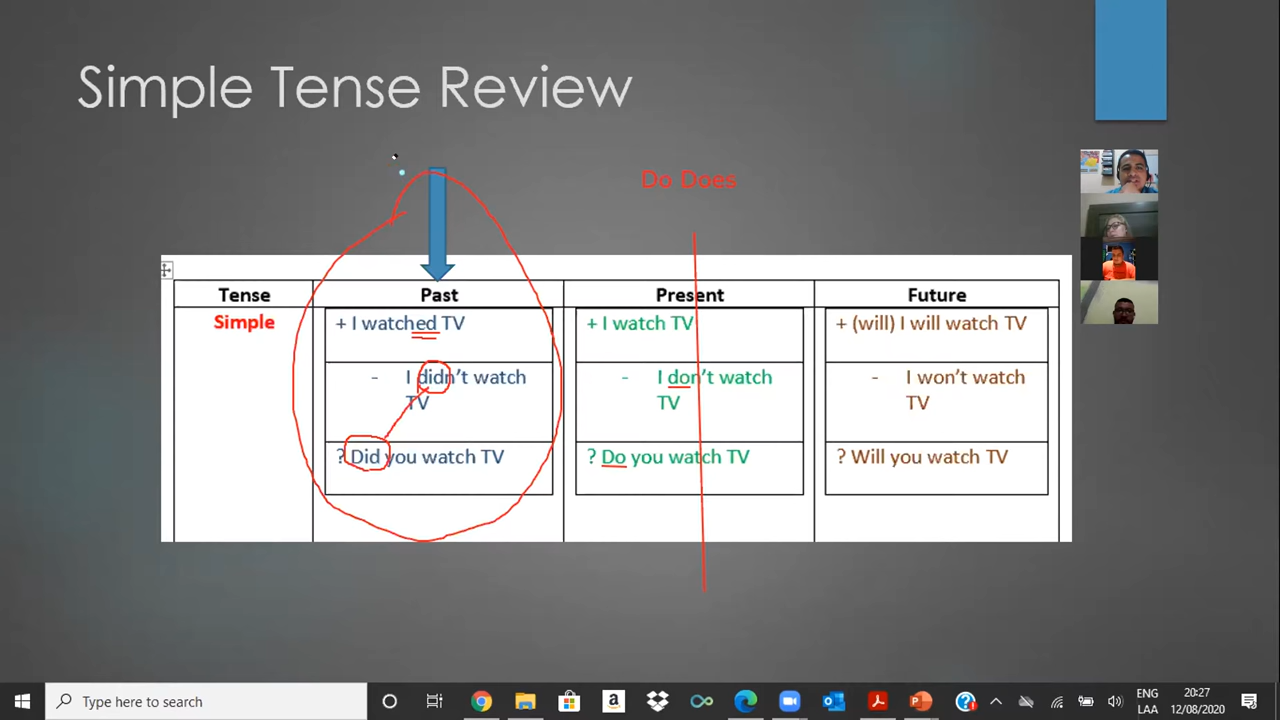 Simple Tense Review
Do Does
Tense
Past
Present
Future
Simple
+ I watched TV
+ I watch TV
+ (will) I will watch TV
- I didn't watch
TV
- I don't watch
TV
- I won't watch
TV
? Did you watch TV
? Do you watch TV
? Will you watch TV
Type here to search
ENG
LAA
20:27
12/08/2020